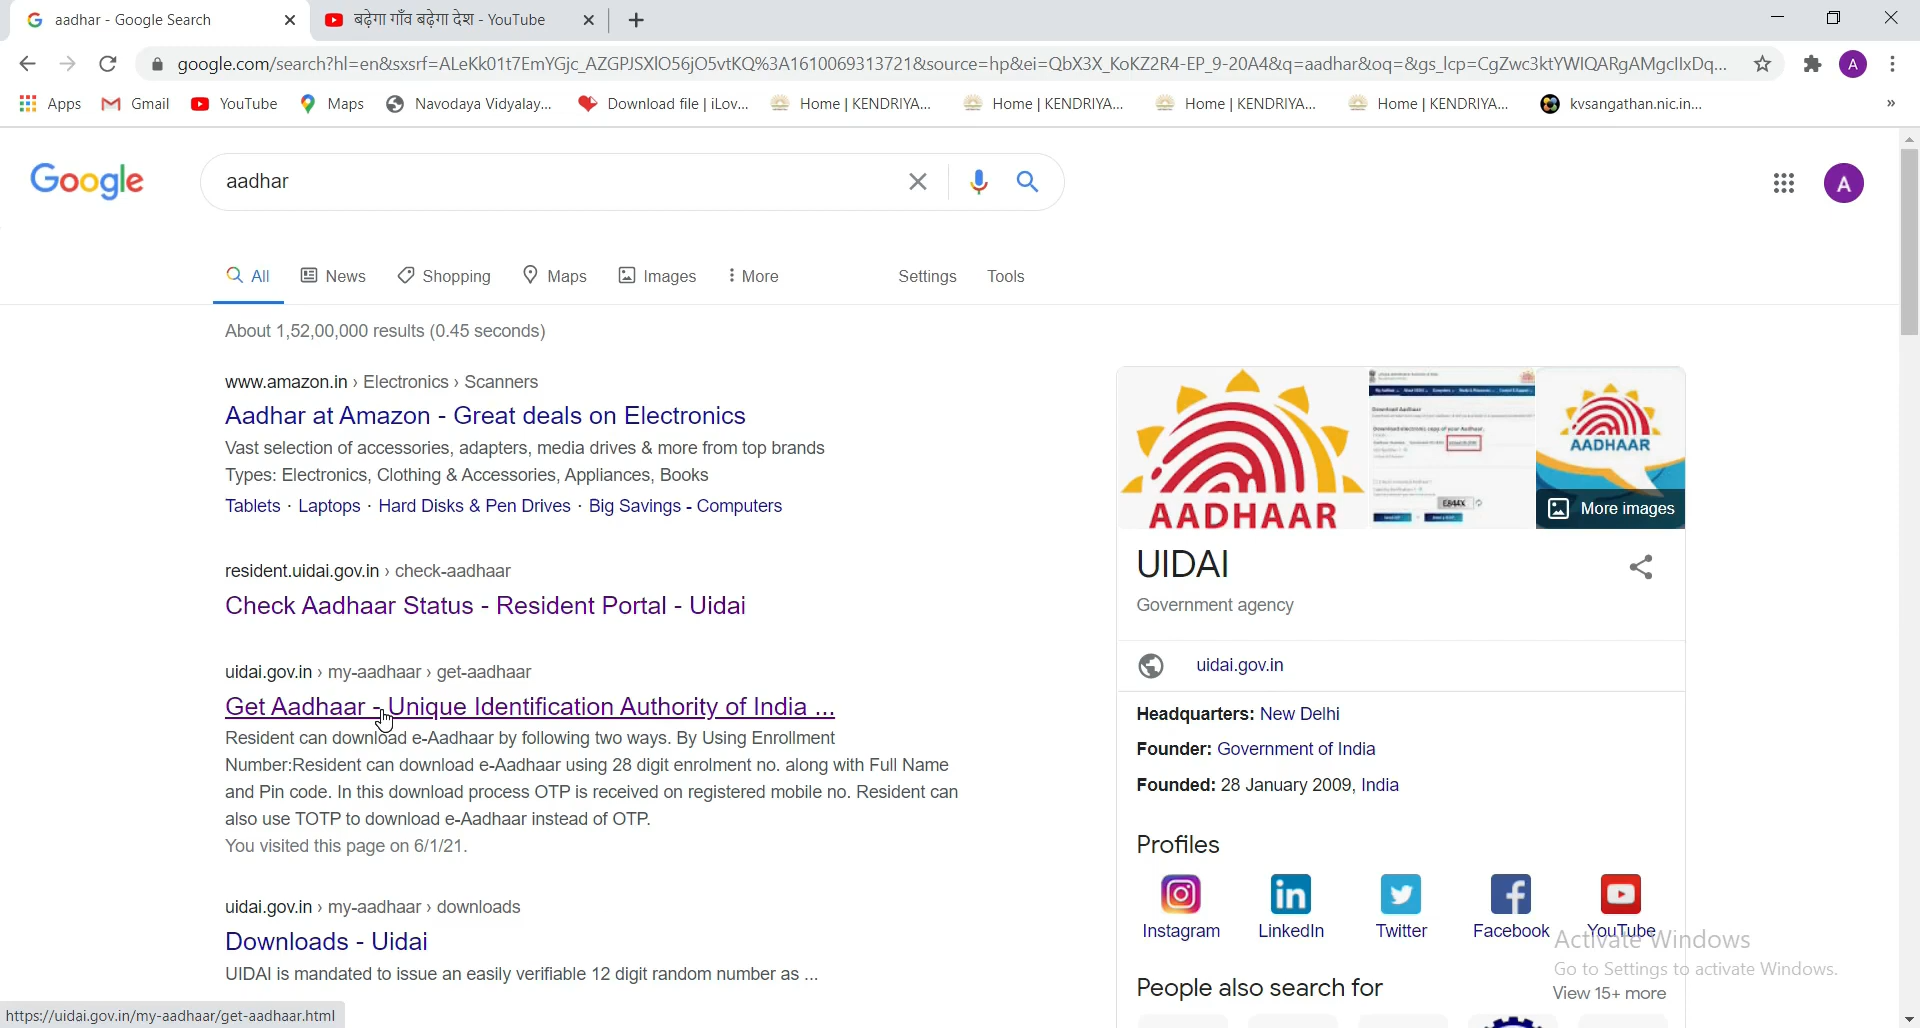 aadhar - Google Search
बढ़ेगा गाँव बढ़ेगा देश - YouTube
google.com/search?hl=en&sxsrf=ALeKk01t7EmYGjc_AZGPJSXlO56jO5vtKQ%3A1610069313721&source=hp&ei=QbX3X_KoKZ2R4-EP_9-20A4&q=aadhar&oq=&gs_lcp=CgZwc3ktYWIQARgAMgcIIxDq...
A
Apps
Gmail
YouTube
Maps
Navodaya Vidyalay...
Download file | iLov...
Home | KENDRIYA...
Home | KENDRIYA...
Home | KENDRIYA...
Home | KENDRIYA...
kvsangathan.nic.in...
»
Google
aadhar
A
All
News
Shopping
Maps
Images
More
Settings
Tools
About 1,52,00,000 results (0.45 seconds)
www.amazon.in › Electronics › Scanners
Aadhar at Amazon - Great deals on Electronics
Vast selection of accessories, adapters, media drives & more from top brands
Types: Electronics, Clothing & Accessories, Appliances, Books
Tablets · Laptops · Hard Disks & Pen Drives · Big Savings - Computers
resident.uidai.gov.in › check-aadhaar
Check Aadhaar Status - Resident Portal - Uidai
uidai.gov.in › my-aadhaar › get-aadhaar
Get Aadhaar - Unique Identification Authority of India ...
Resident can download e-Aadhaar by following two ways. By Using Enrollment
Number:Resident can download e-Aadhaar using 28 digit enrolment no. along with Full Name
and Pin code. In this download process OTP is received on registered mobile no. Resident can
also use TOTP to download e-Aadhaar instead of OTP.
You visited this page on 6/1/21.
uidai.gov.in › my-aadhaar › downloads
Downloads - Uidai
UIDAI is mandated to issue an easily verifiable 12 digit random number as ...
https://uidai.gov.in/my-aadhaar/get-aadhaar.html
AADHAAR
AADHAAR
More images
UIDAI
Government agency
uidai.gov.in
Headquarters: New Delhi
Founder: Government of India
Founded: 28 January 2009, India
Profiles
Instagram
LinkedIn
Twitter
Facebook
YouTube
Activate Windows
Go to Settings to activate Windows.
People also search for
View 15+ more